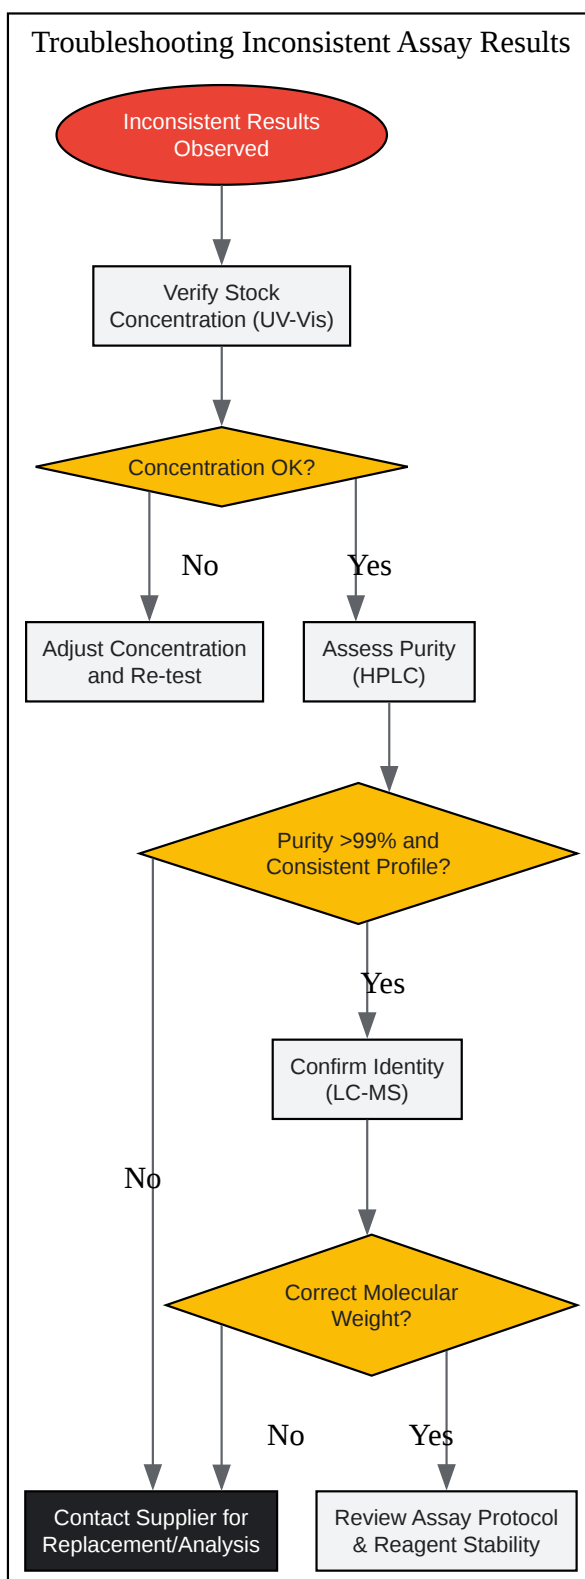 Troubleshooting Inconsistent Assay Results
Inconsistent Results
Observed
Verify Stock
Concentration (UV-Vis)
Concentration OK?
No
Yes
Adjust Concentration
and Re-test
Assess Purity
(HPLC)
Purity >99% and
Consistent Profile?
Yes
Confirm Identity
(LC-MS)
No
Correct Molecular
Weight?
No
Yes
Contact Supplier for
Replacement/Analysis
Review Assay Protocol
& Reagent Stability